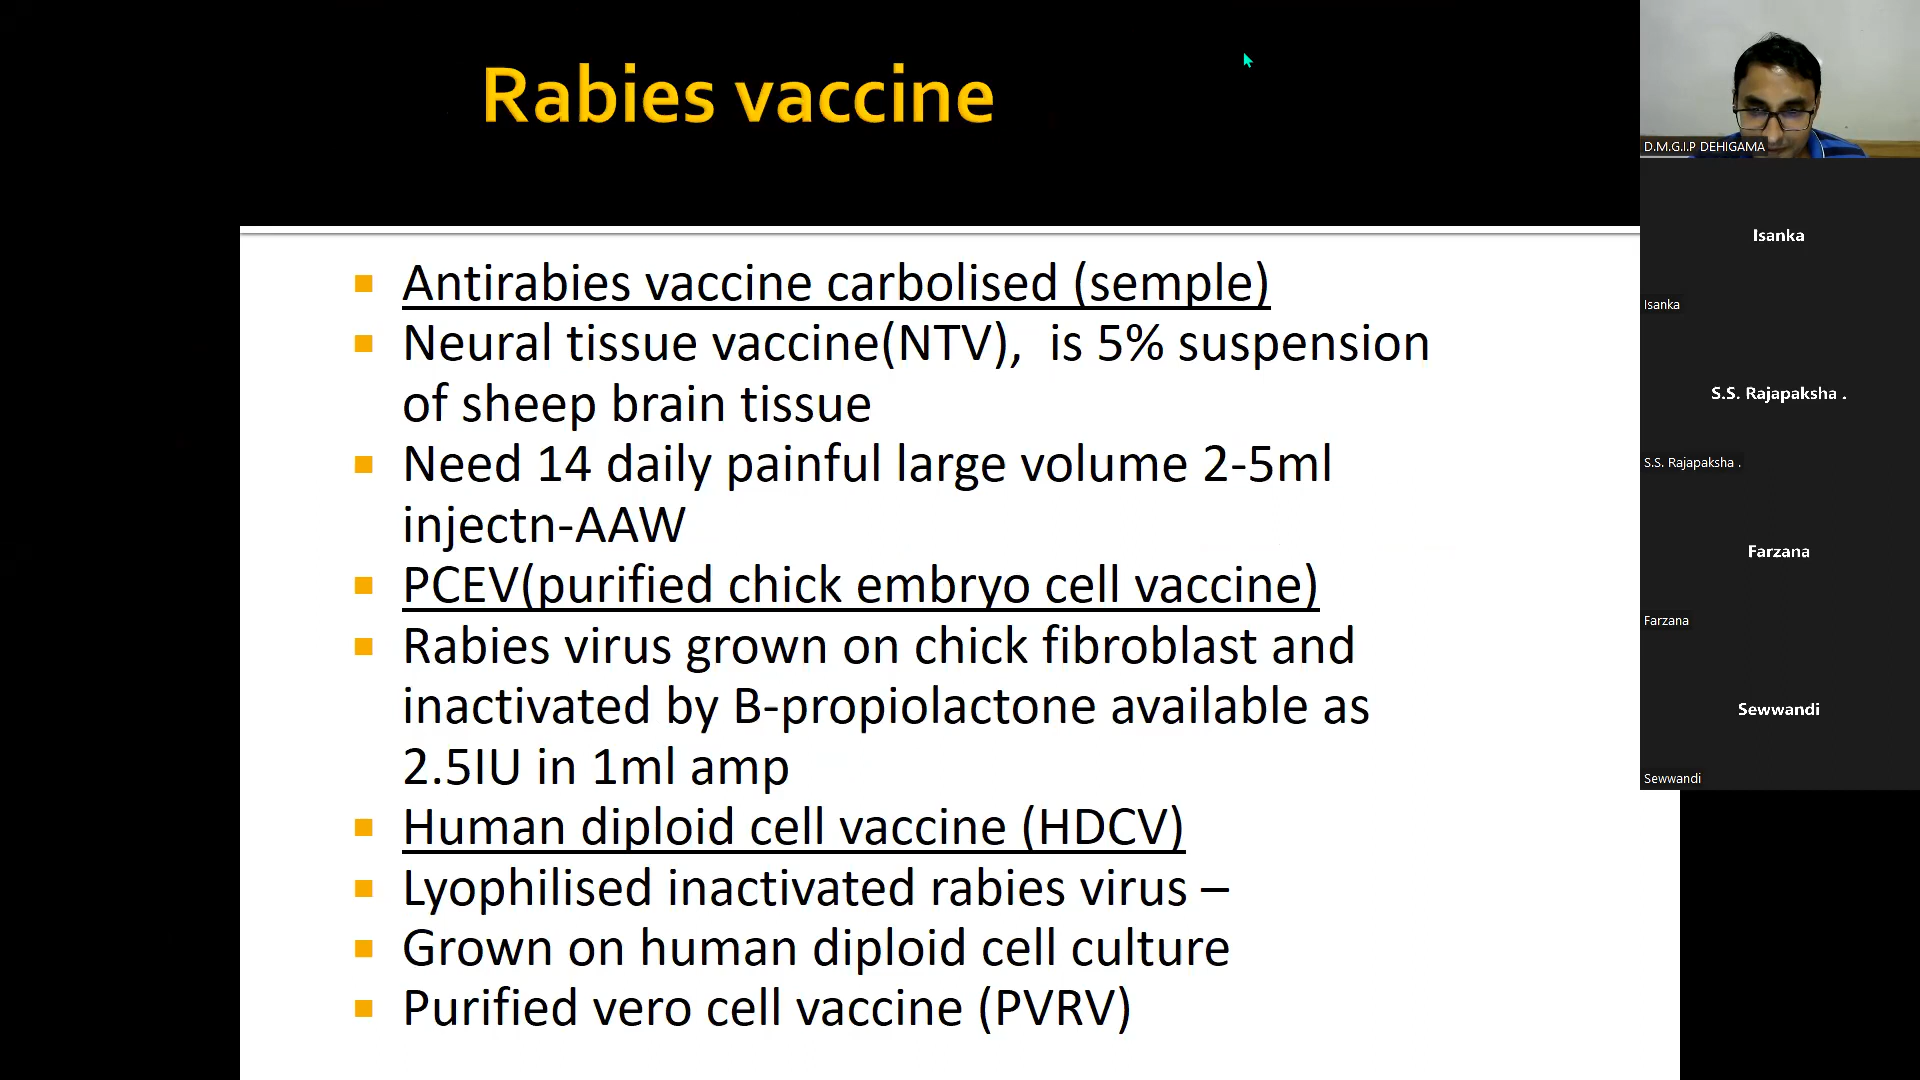 Rabies vaccine
Antirabies vaccine carbolised (semple)
Neural tissue vaccine(NTV),  is 5% suspension
of sheep brain tissue
Need 14 daily painful large volume 2-5ml
injectn-AAW
PCEV(purified chick embryo cell vaccine)
Rabies virus grown on chick fibroblast and
inactivated by B-propiolactone available as
2.5IU in 1ml amp
Human diploid cell vaccine (HDCV)
Lyophilised inactivated rabies virus –
Grown on human diploid cell culture
Purified vero cell vaccine (PVRV)
D.M.G.I.P DEHIGAMA
Isanka
Isanka
S.S. Rajapaksha .
S.S. Rajapaksha .
Farzana
Farzana
Sewwandi
Sewwandi